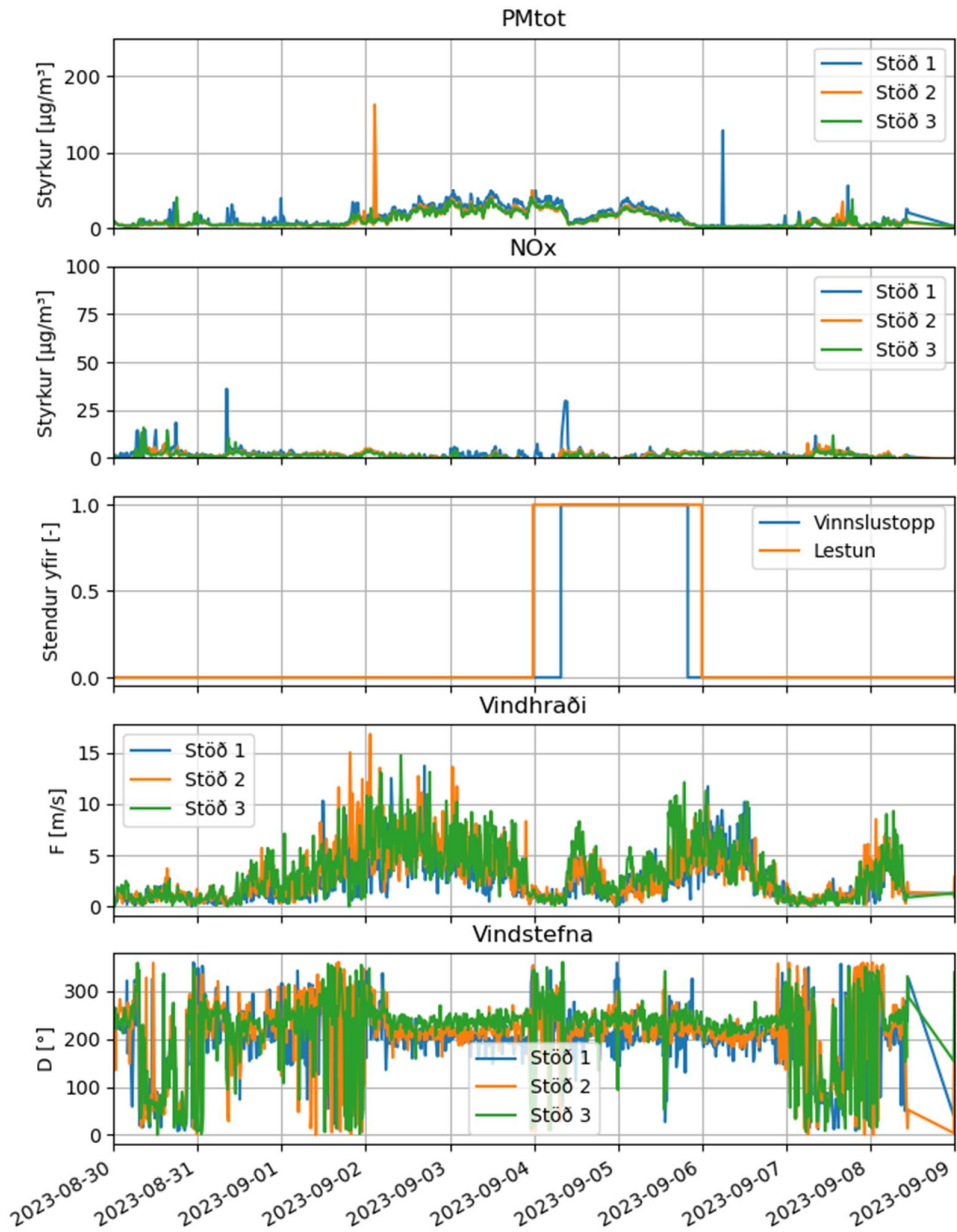 PMtot
Styrkur [µg/m³]
200
100
0
Stöð 1
Stöð 2
Stöð 3
NOx
Styrkur [µg/m³]
100
75
50
25
0
Stöð 1
Stöð 2
Stöð 3
Stendur yfir [-]
1.0
0.5
0.0
Vinnslustopp
Lestun
Vindhraði
F [m/s]
15
10
5
0
Stöð 1
Stöð 2
Stöð 3
Vindstefna
D [°]
300
200
100
0
Stöð 1
Stöð 2
Stöð 3
2023-08-30
2023-08-31
2023-09-01
2023-09-02
2023-09-03
2023-09-04
2023-09-05
2023-09-06
2023-09-07
2023-09-08
2023-09-09